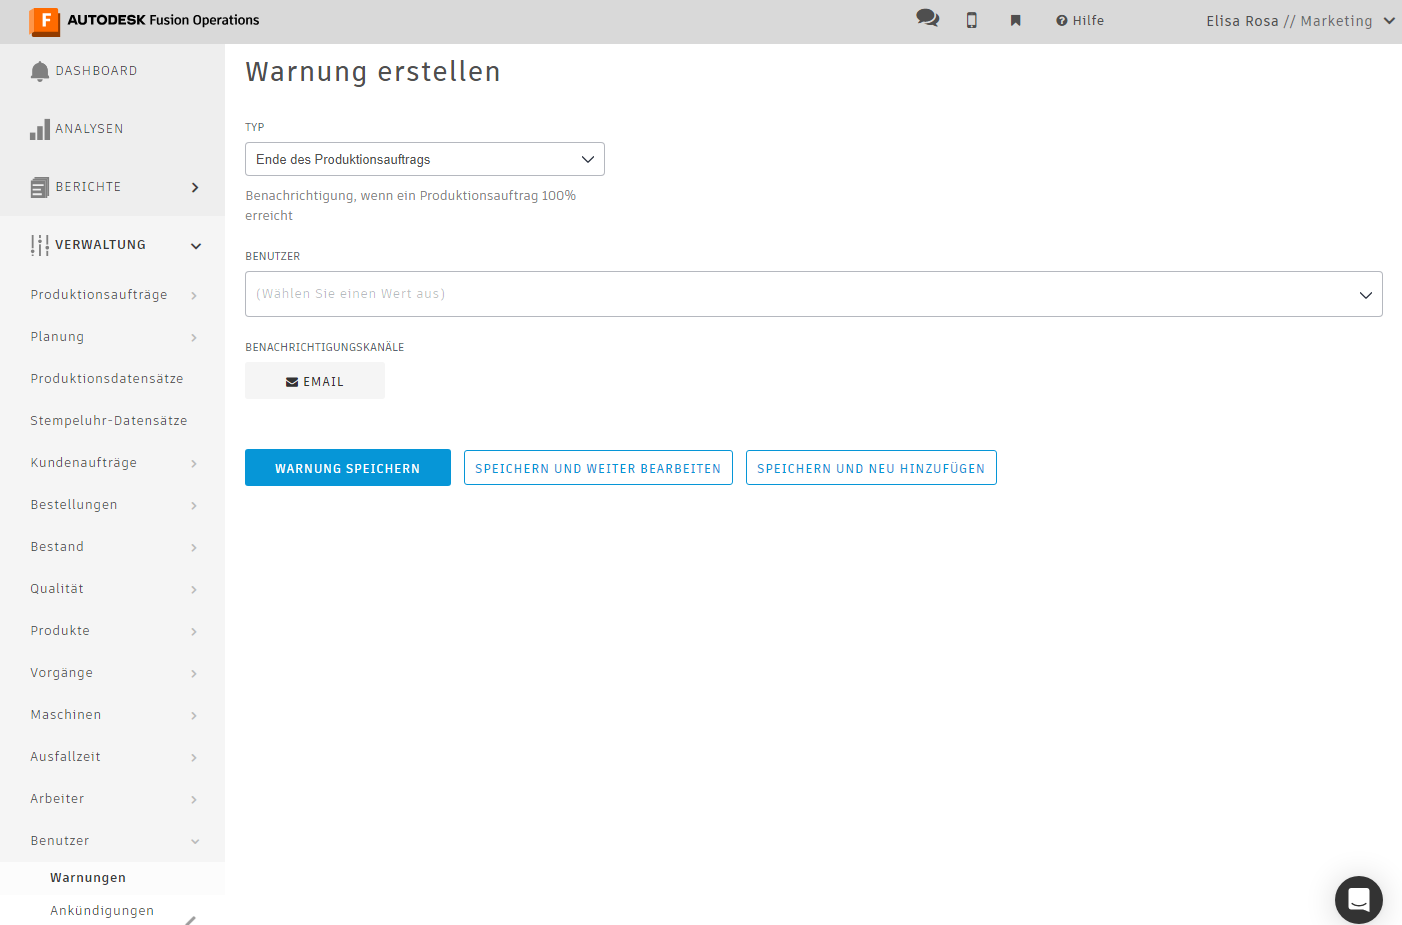 AUTODESK Fusion Operations
Hilfe
Elisa Rosa // Marketing
DASHBOARD
ANALYSEN
BERICHTE
VERWALTUNG
Produktionsaufträge
Planung
Produktionsdatensätze
Stempeluhr-Datensätze
Kundenaufträge
Bestellungen
Bestand
Qualität
Produkte
Vorgänge
Maschinen
Ausfallzeit
Arbeiter
Benutzer
Warnungen
Ankündigungen
Warnung erstellen
TYP
Ende des Produktionsauftrags
Benachrichtigung, wenn ein Produktionsauftrag 100%
erreicht
BENUTZER
(Wählen Sie einen Wert aus)
BENACHRICHTIGUNGSKANÄLE
EMAIL
WARNUNG SPEICHERN
SPEICHERN UND WEITER BEARBEITEN
SPEICHERN UND NEU HINZUFÜGEN